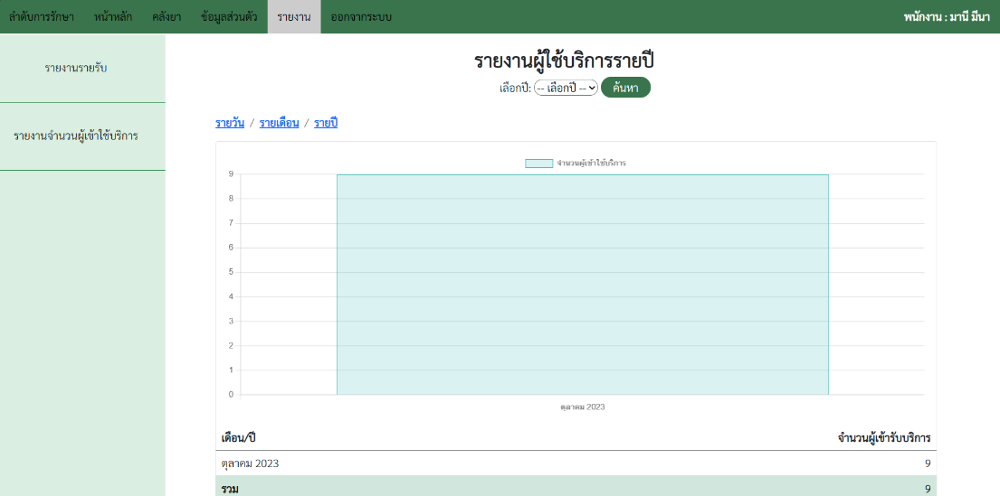 ลำดับการรักษา หน้าหลัก คลังยา ข้อมูลส่วนตัว รายงาน ออกจากระบบ พนักงาน : มานี มีนา
รายงานรายรับ
รายงานจำนวนผู้เข้าใช้บริการ
รายงานผู้ใช้บริการรายปี
เลือกปี: -- เลือกปี -- ค้นหา
รายวัน / รายเดือน / รายปี
จำนวนผู้เข้าใช้บริการ
9
8
7
6
5
4
3
2
1
0
ตุลาคม 2023
เดือน/ปี จำนวนผู้เข้ารับบริการ
ตุลาคม 2023 9
รวม 9